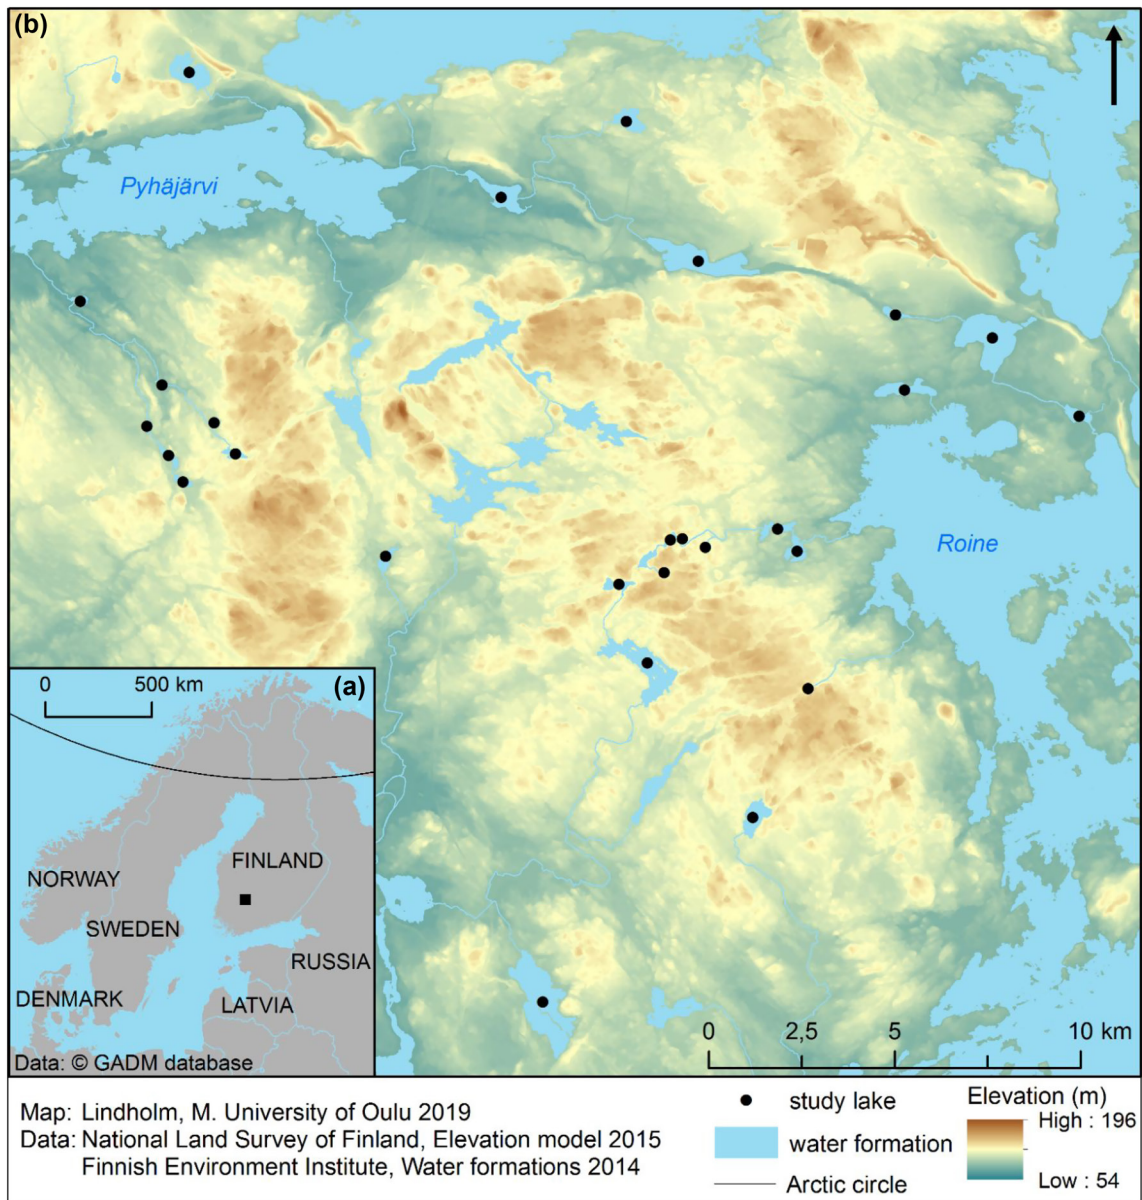 (b)
Pyhäjärvi
Roine
(a)
0 500 km
FINLAND
NORWAY
SWEDEN
RUSSIA
DENMARK
LATVIA
Data: © GADM database
0 2,5 5 10 km
Map: Lindholm, M. University of Oulu 2019
Data: National Land Survey of Finland, Elevation model 2015
Finnish Environment Institute, Water formations 2014
study lake
water formation
Arctic circle
Elevation (m)
High : 196
Low : 54